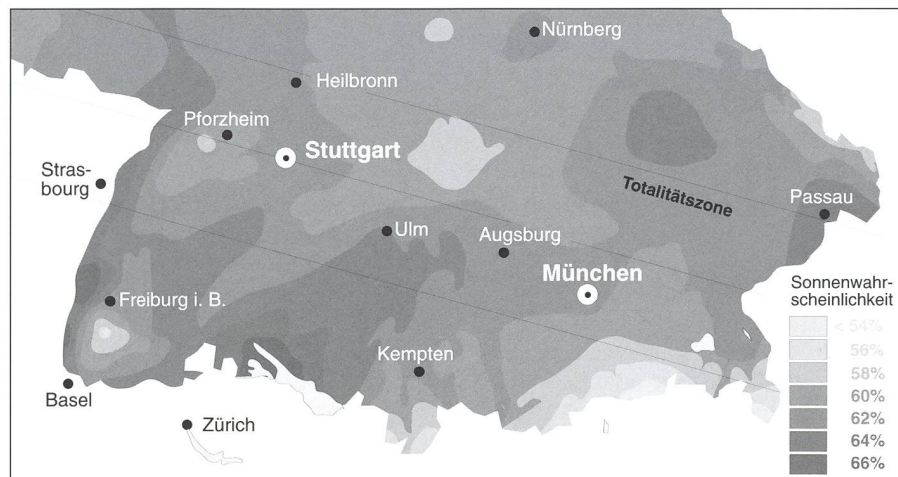 Nürnberg
Heilbronn
Pforzheim
Stuttgart
Stras-
bourg
Totalitätszone
Passau
Ulm
Augsburg
München
Freiburg i. B.
Kempten
Basel
Zürich
Sonnenwahr-
scheinlichkeit
< 54%
56%
58%
60%
62%
64%
66%